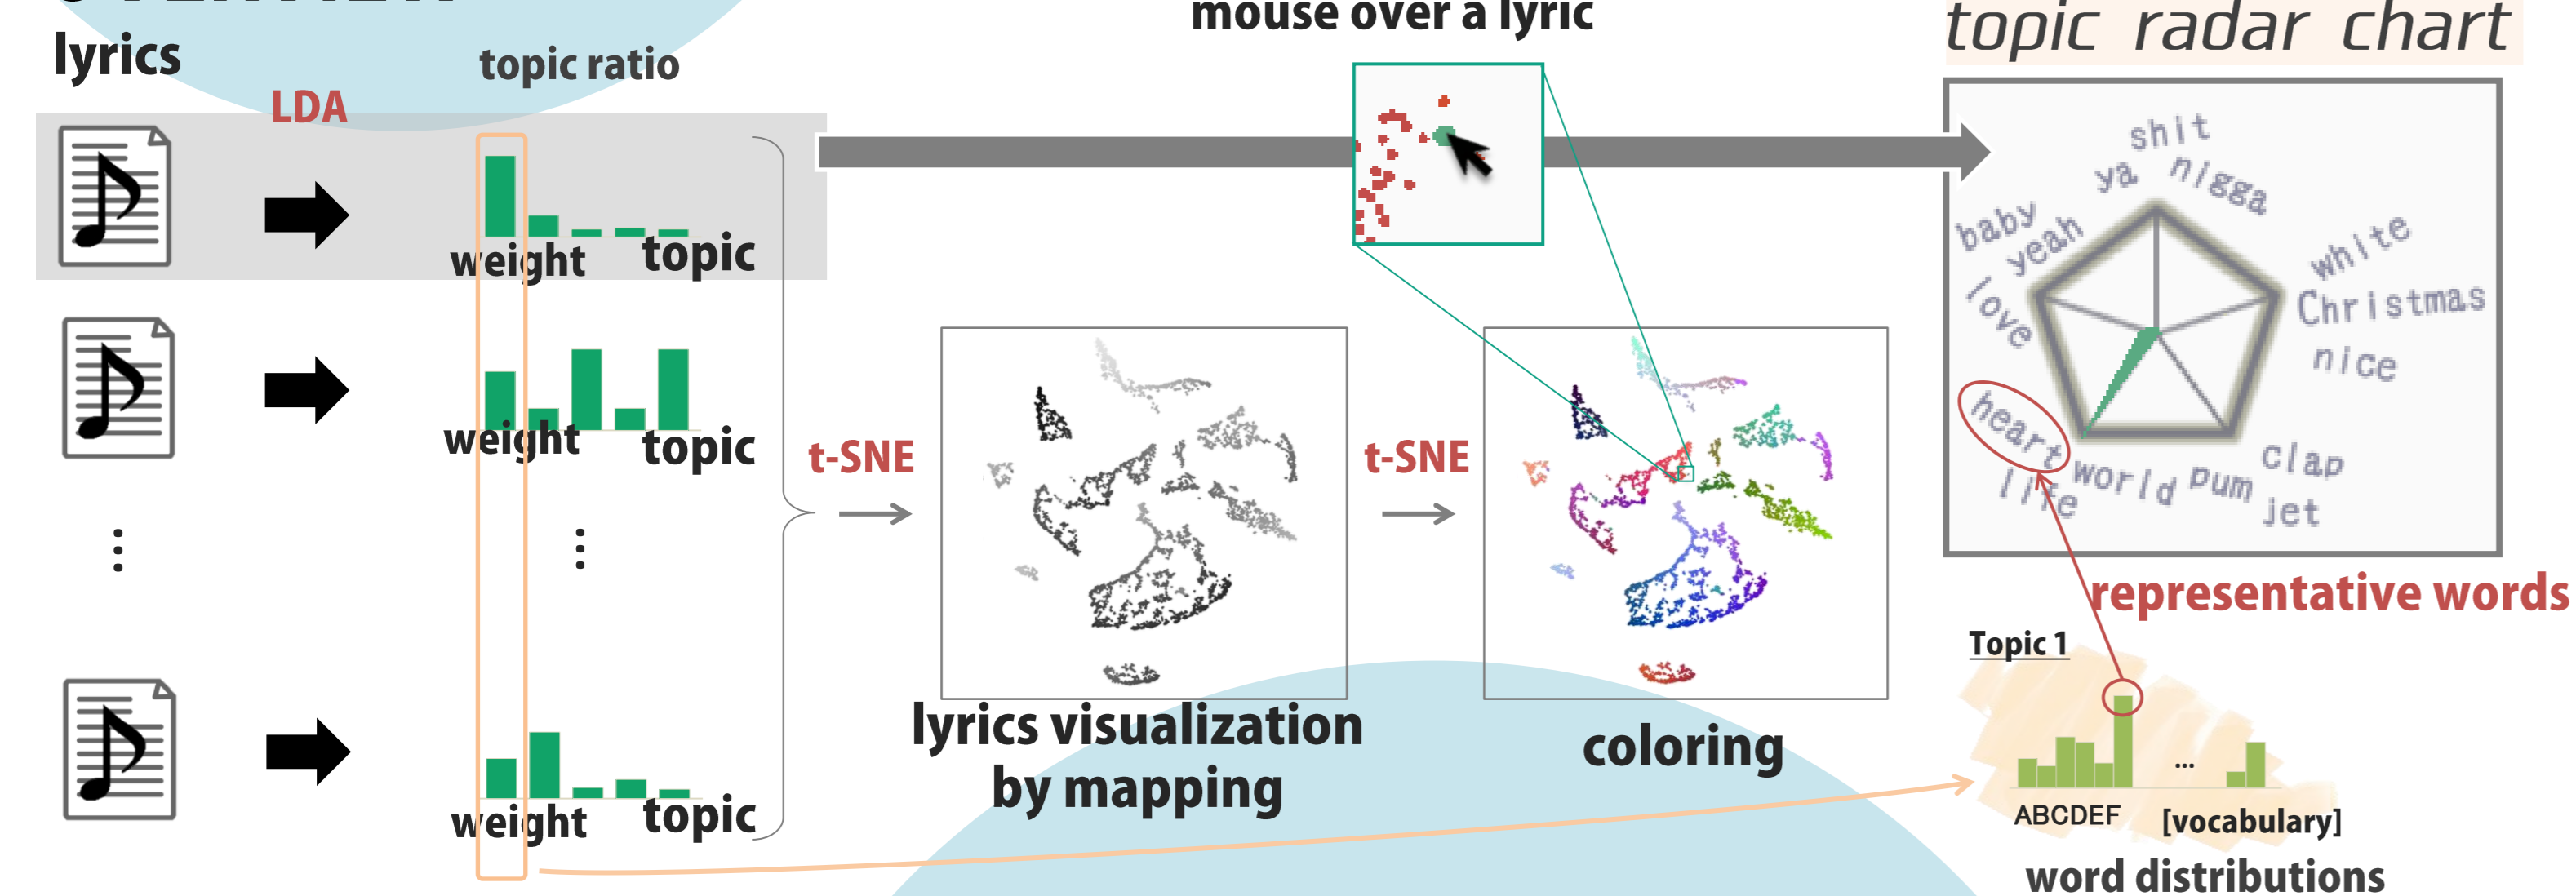 lyrics
LDA
topic ratio
mouse over a lyric
topic radar chart
weight
topic
weight
topic
weight
topic
t-SNE
t-SNE
lyrics visualization
by mapping
coloring
shit
ya
nigga
baby
yeah
love
white
Christmas
nice
heart
life
world
pum
clap
jet
representative words
Topic 1
...
ABCDEF
[vocabulary]
word distributions